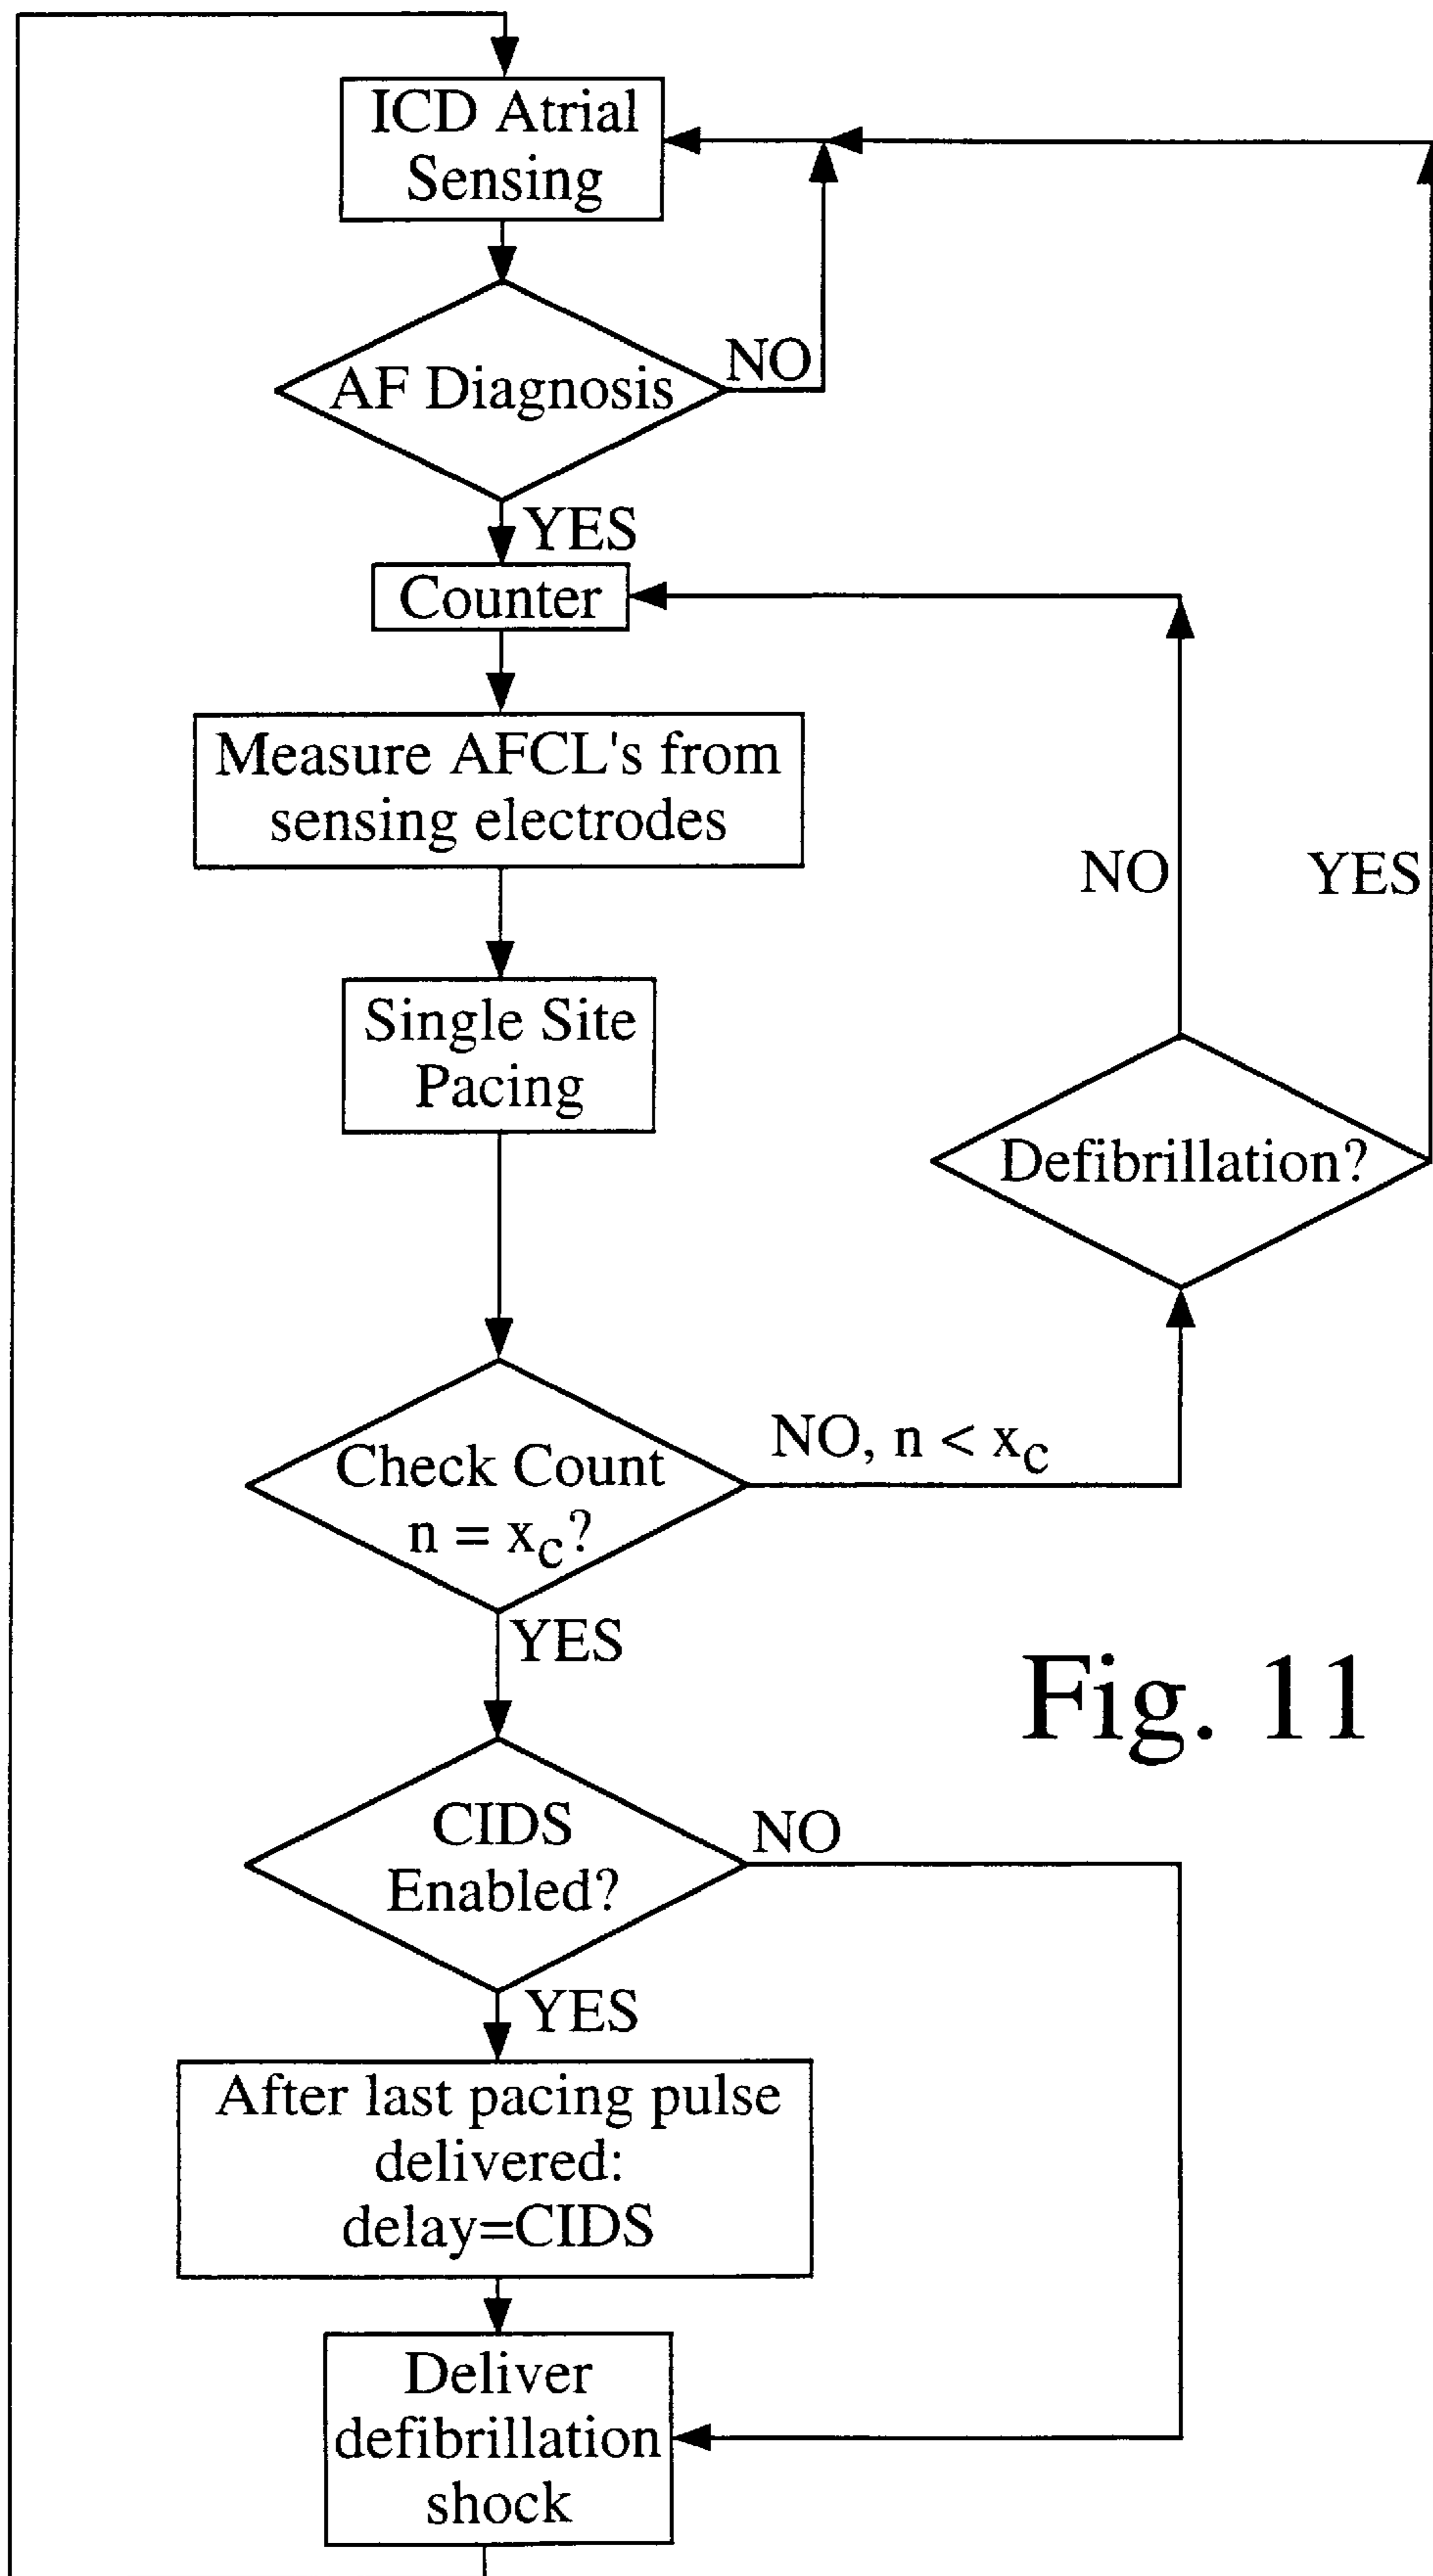 ICD Atrial
Sensing
AF Diagnosis
NO
YES
Counter
Measure AFCL's from
sensing electrodes
NO
YES
Single Site
Pacing
Defibrillation?
NO, n < xC
Check Count
n = xC?
YES
Fig. 11
CIDS
Enabled?
NO
YES
After last pacing pulse
delivered:
delay=CIDS
Deliver
defibrillation
shock